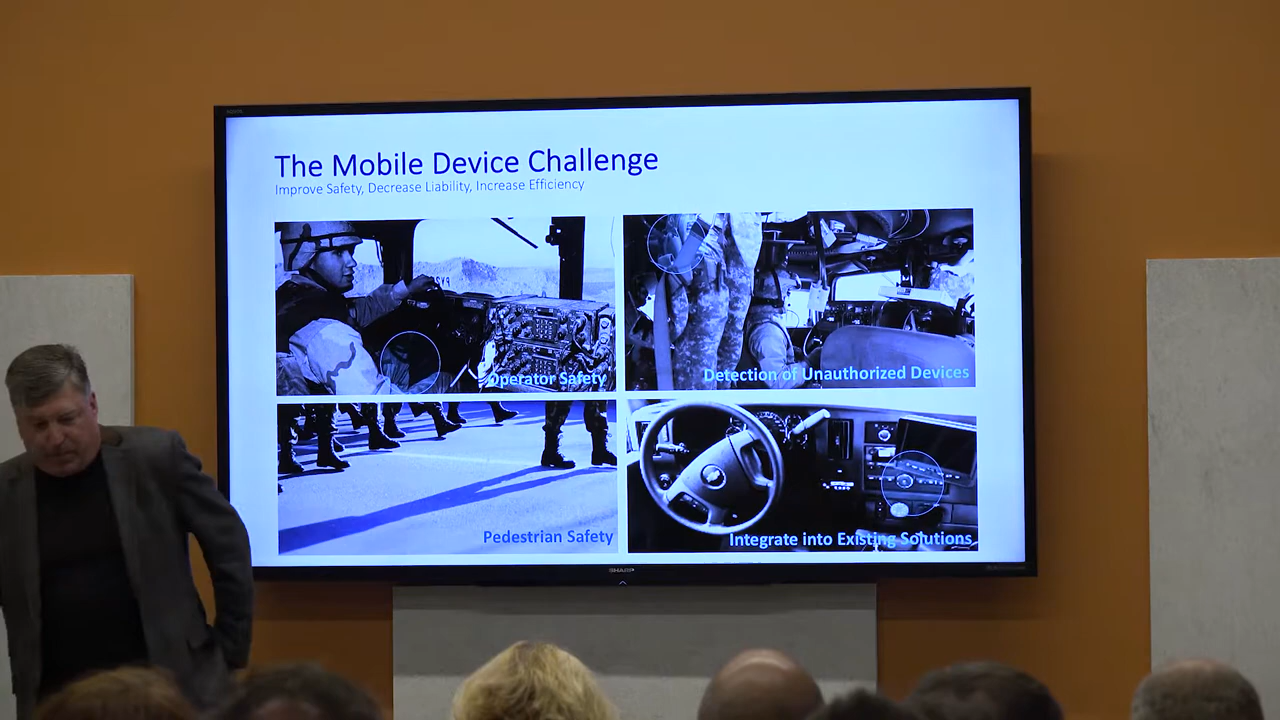 The Mobile Device Challenge
Improve Safety, Decrease Liability, Increase Efficiency
Operator Safety
Detection of Unauthorized Devices
Pedestrian Safety
Integrate into Existing Solutions
SHARP